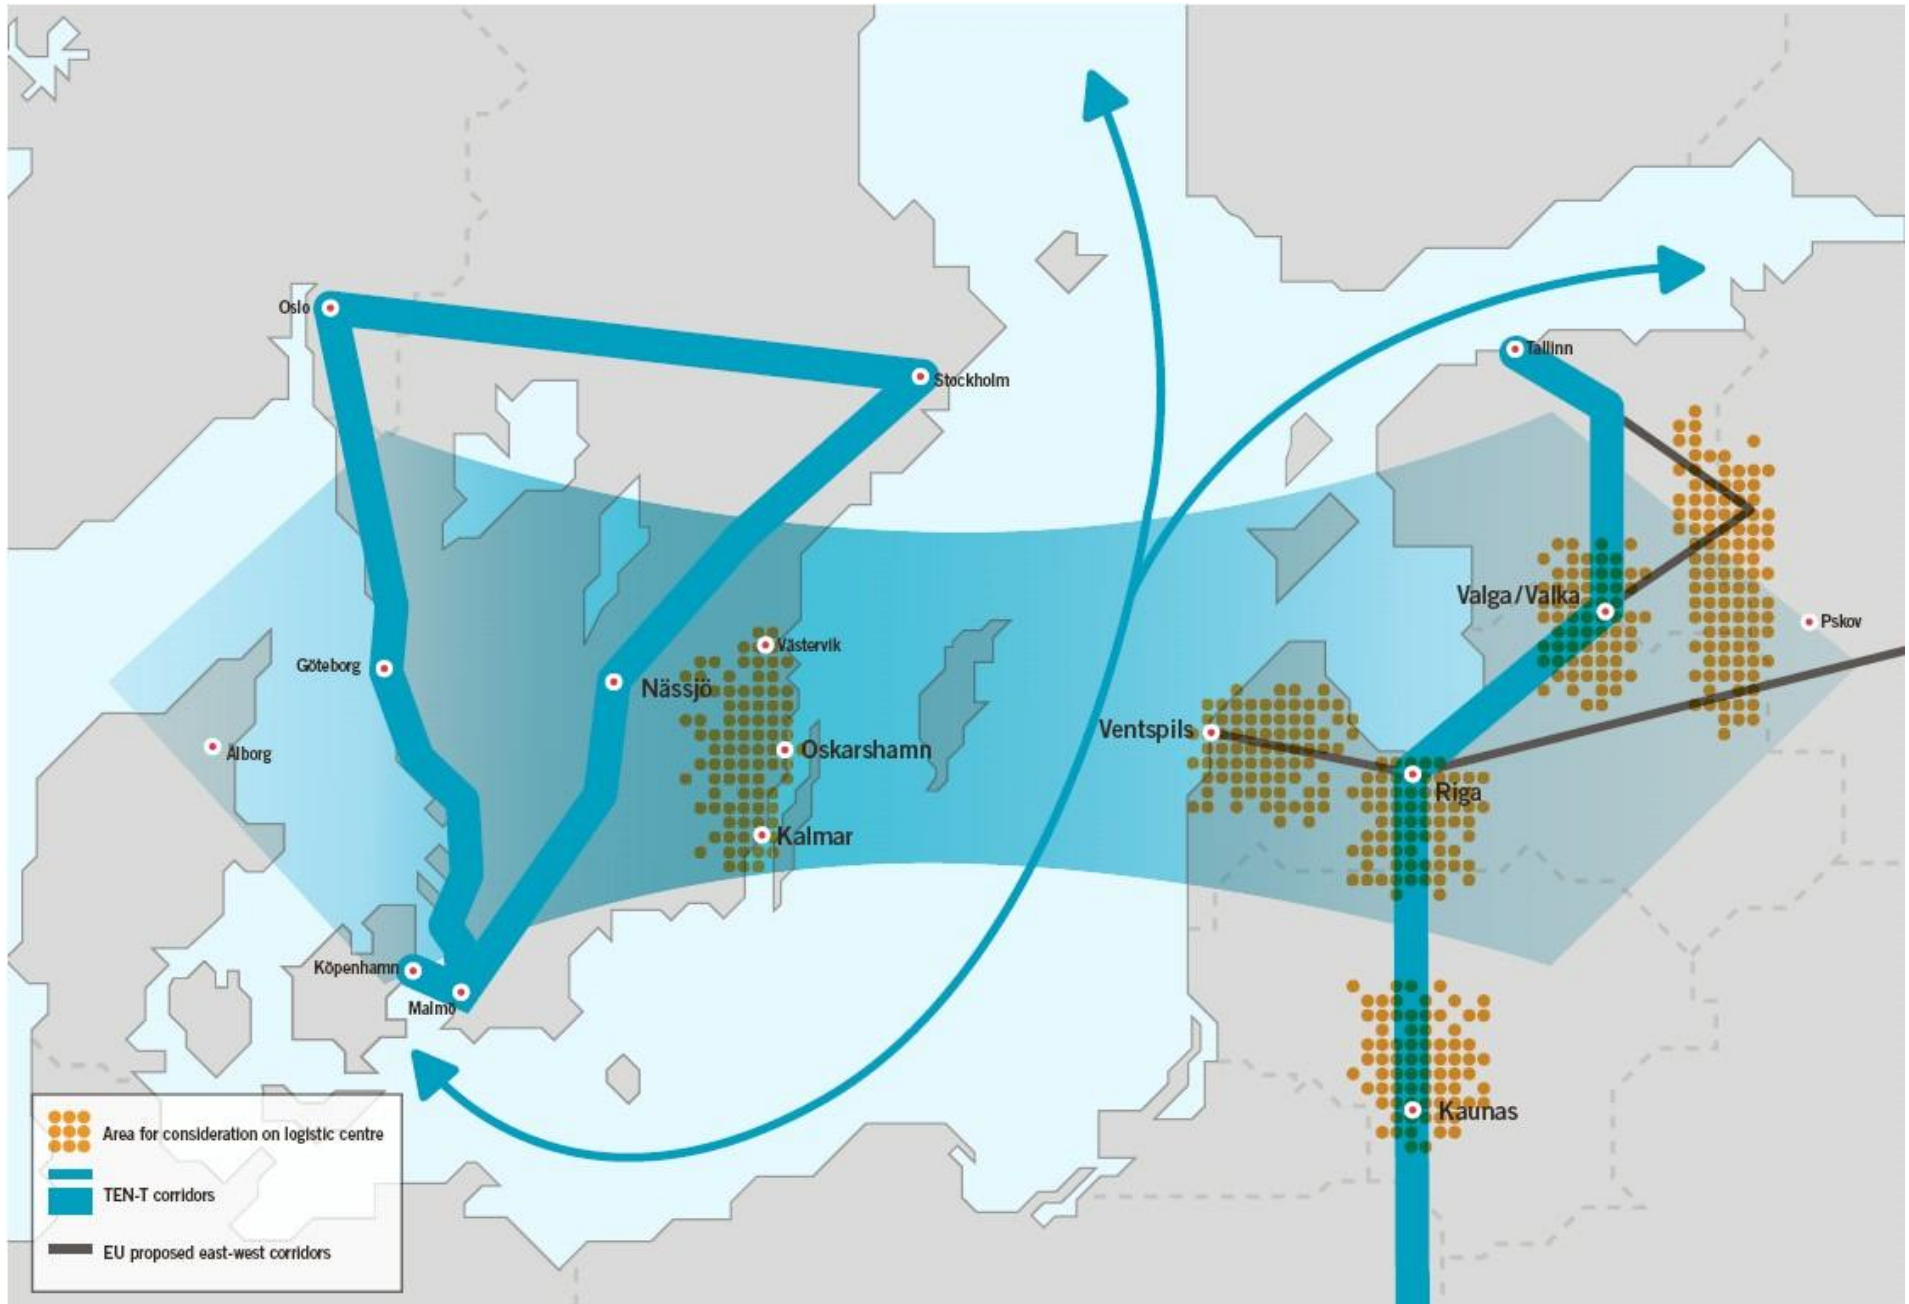 Oslo
Stockholm
Tallinn
Valga/Valka
Pskov
Västervik
Göteborg
Nässjö
Ventspils
Oskarshamn
Ålborg
Riga
Kalmar
Köpenhamn
Malmö
Kaunas
Area for consideration on logistic centre
TEN-T corridors
EU proposed east-west corridors